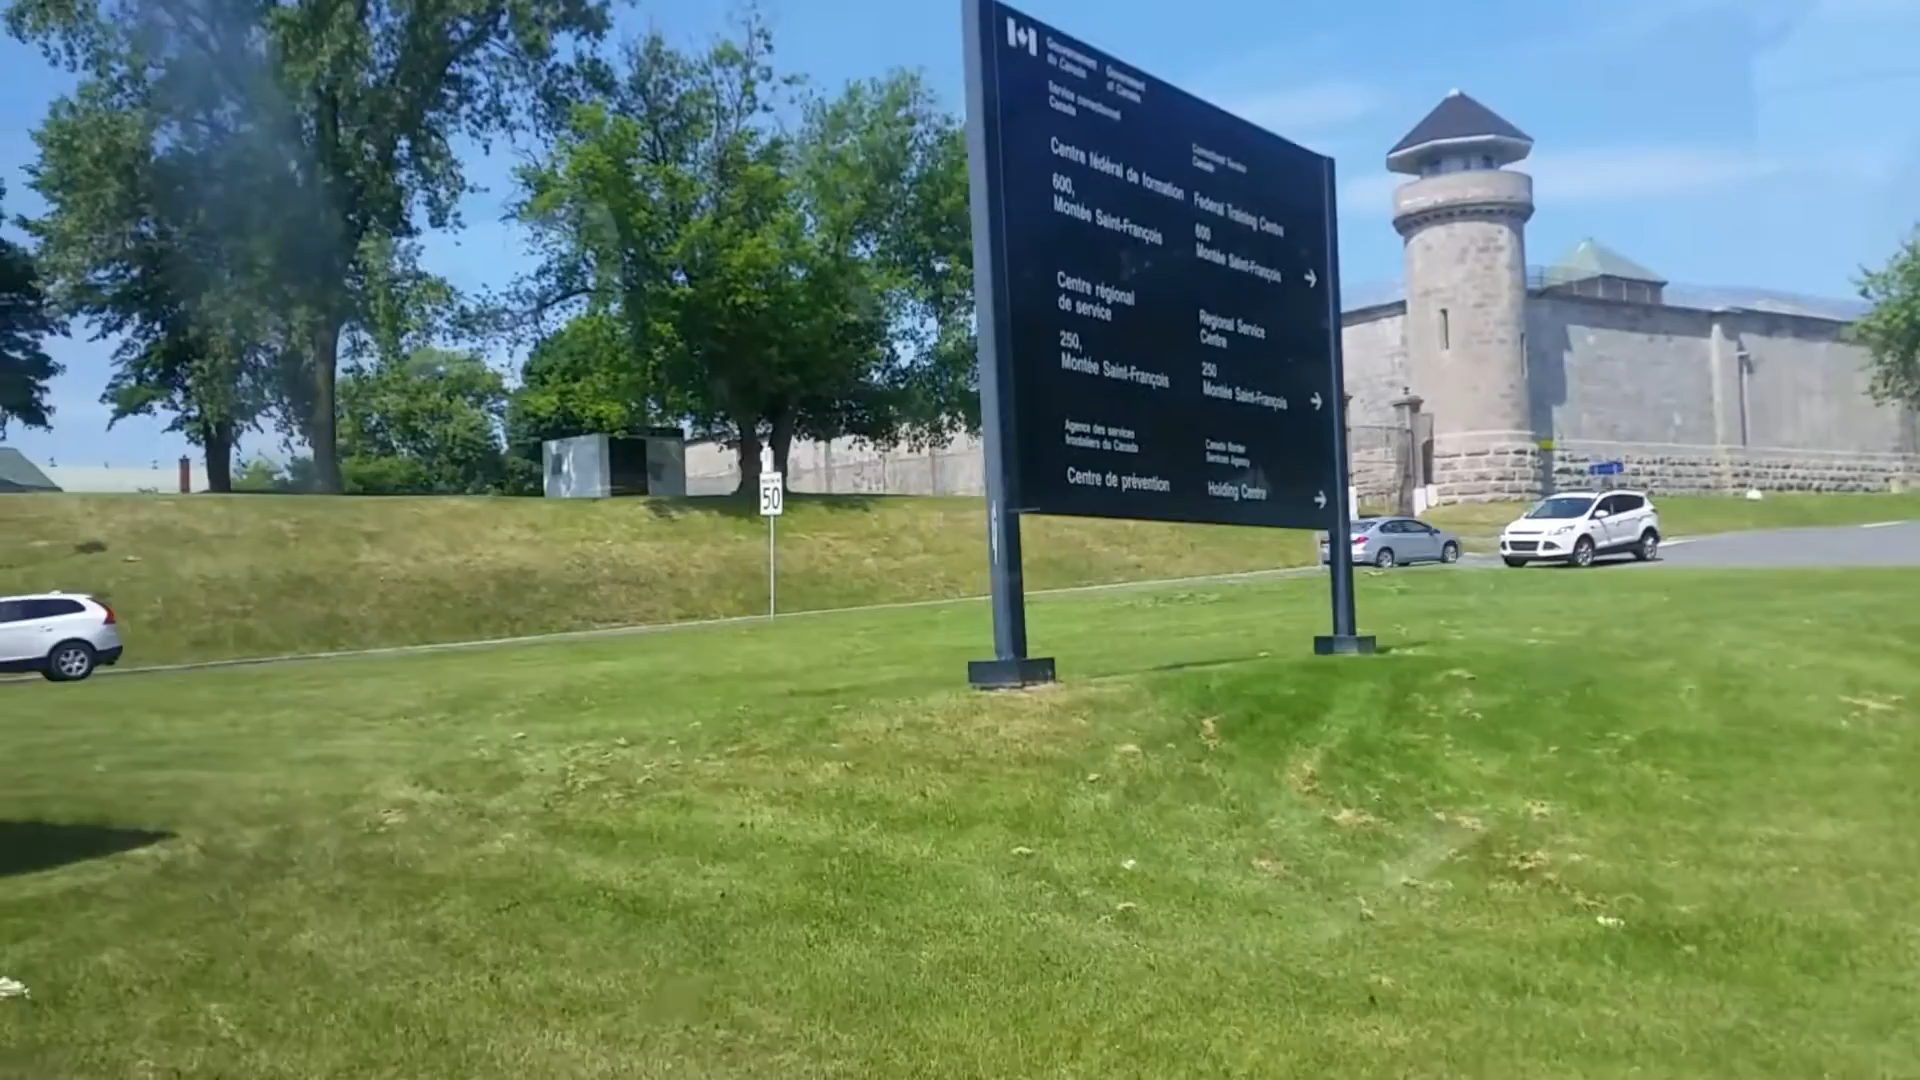 Gouvernement
du Canada
Government
of Canada
Service correctionnel
Canada
Correctional Service
Canada
Centre fédéral de formation
600,
Montée Saint-François
Federal Training Centre
600
Montée Saint-François
Centre régional
de service
250,
Montée Saint-François
Regional Service
Centre
250
Montée Saint-François
Agence des services
frontaliers du Canada
Centre de prévention
Canada Border
Services Agency
Holding Centre
50